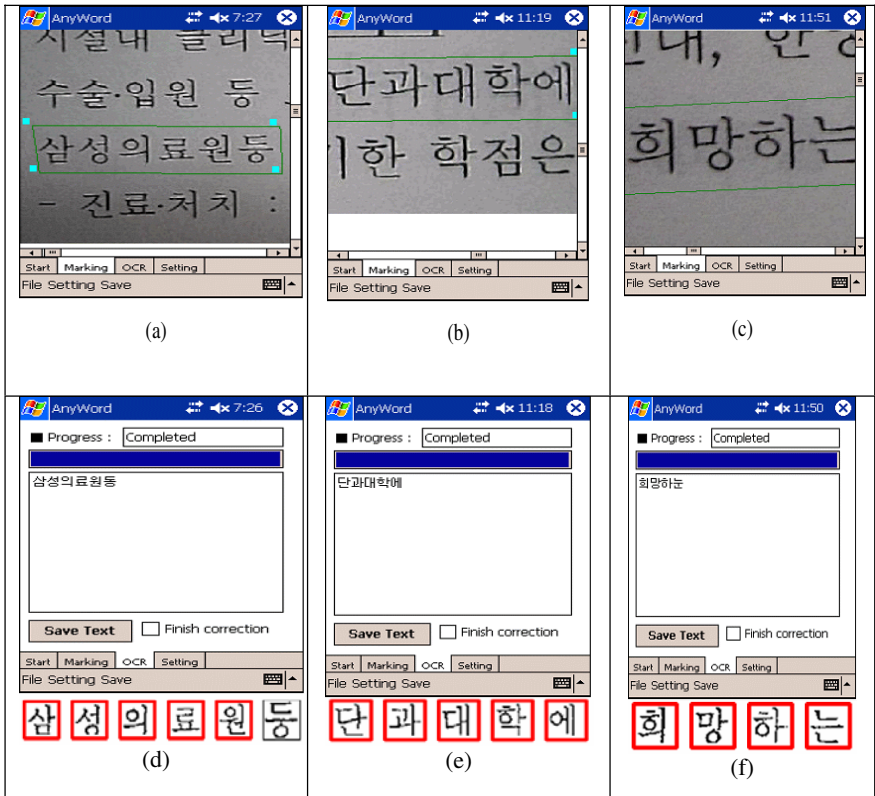 AnyWord 7:27
시설내 클리닉
수술·입원 등
삼성의료원등
- 진료·처치 :
Start Marking OCR Setting
File Setting Save
(a)
AnyWord 11:19
단과대학에
학점은
Start Marking OCR Setting
File Setting Save
(b)
AnyWord 11:51
희망하는
Start Marking OCR Setting
File Setting Save
(c)
AnyWord 7:26
Progress : Completed
삼성의료원동
Save Text Finish correction
Start Marking OCR Setting
File Setting Save
삼 성 의 료 원 등
(d)
AnyWord 11:18
Progress : Completed
단과대학에
Save Text Finish correction
Start Marking OCR Setting
File Setting Save
단 과 대 학 에
(e)
AnyWord 11:50
Progress : Completed
희망하눈
Save Text Finish correction
Start Marking OCR Setting
File Setting Save
희 망 하 는
(f)